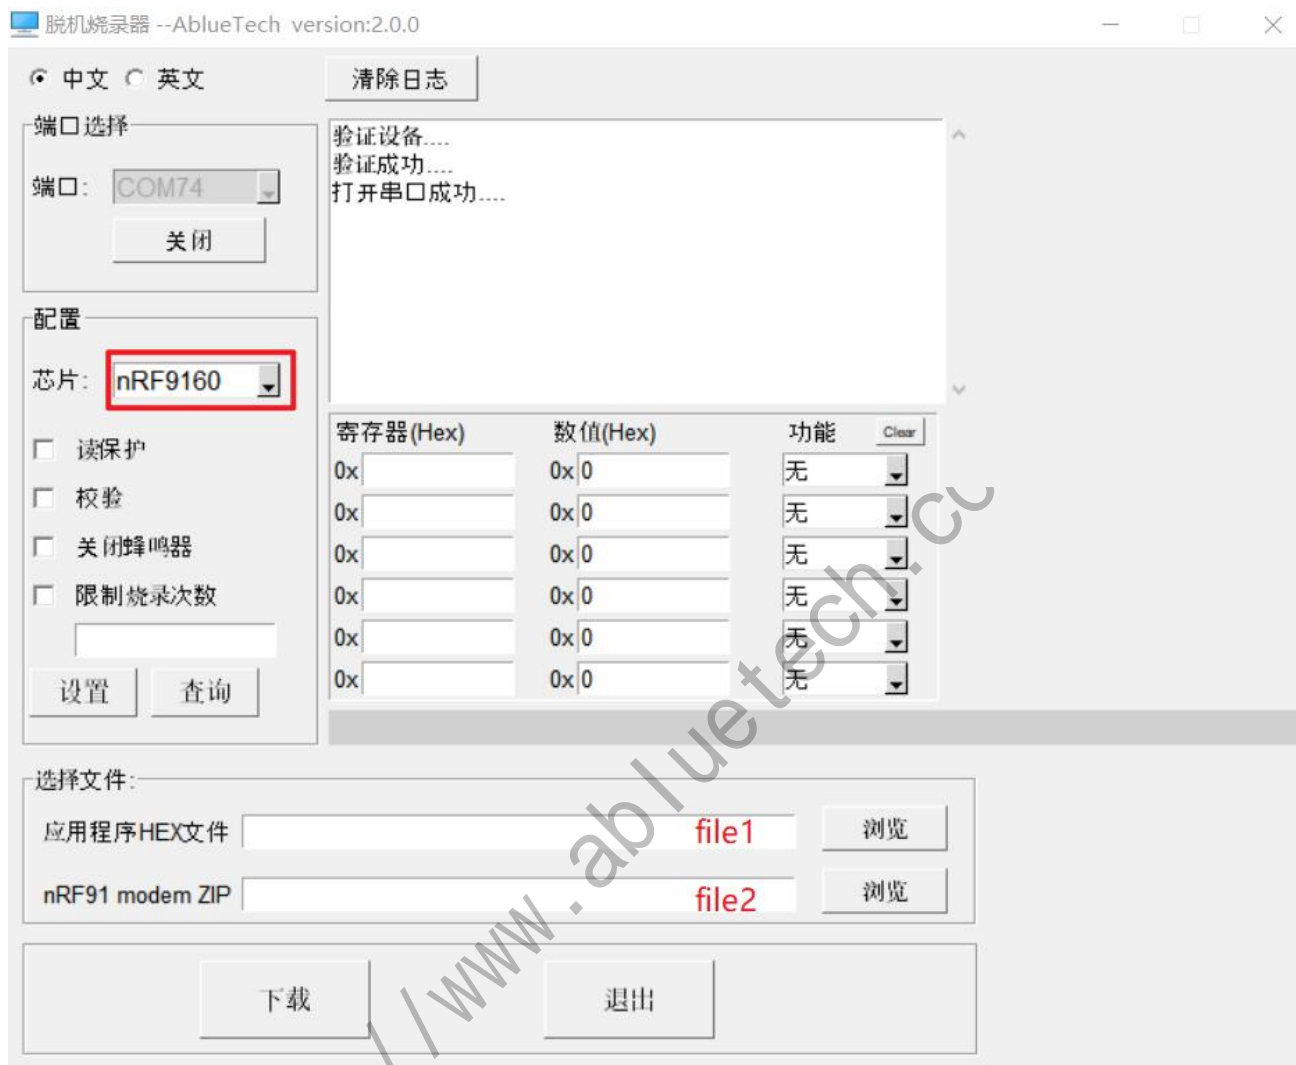 脱机烧录器 --AblueTech version:2.0.0
中文 英文 清除日志
端口选择
端口: COM74
关闭
验证设备....
验证成功....
打开串口成功....
配置
芯片: nRF9160
读保护
校验
关闭蜂鸣器
限制烧录次数
设置 查询
寄存器(Hex) 数值(Hex) 功能 Clear
0x 0x 0 无
0x 0x 0 无
0x 0x 0 无
0x 0x 0 无
0x 0x 0 无
0x 0x 0 无
选择文件:
应用程序HEX文件 file1 浏览
nRF91 modem ZIP file2 浏览
下载 退出
//www.abluetech.cc